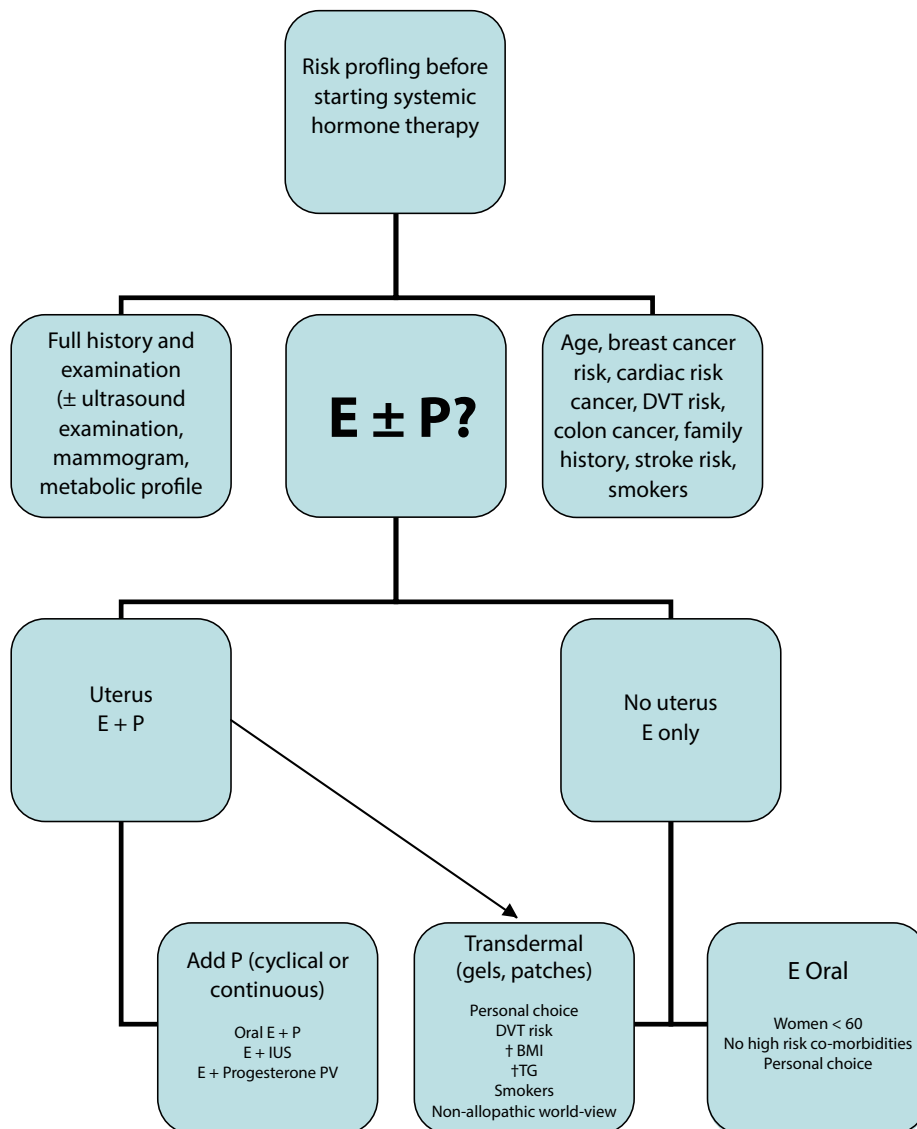 Risk profling before
starting systemic
hormone therapy
Full history and
examination
(± ultrasound
examination,
mammogram,
metabolic profile
E ± P?
Age, breast cancer
risk, cardiac risk
cancer, DVT risk,
colon cancer, family
history, stroke risk,
smokers
Uterus
E + P
No uterus
E only
Add P (cyclical or
continuous)
Oral E + P
E + IUS
E + Progesterone PV
Transdermal
(gels, patches)
Personal choice
DVT risk
† BMI
†TG
Smokers
Non-allopathic world-view
E Oral
Women < 60
No high risk co-morbidities
Personal choice